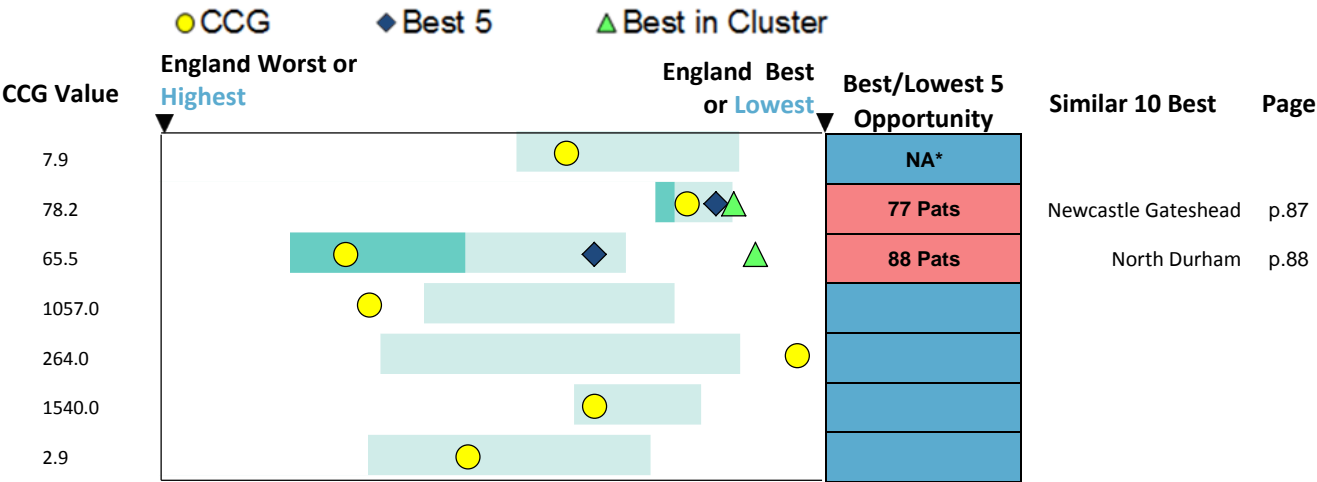 CCG Best 5 Best in Cluster
CCG Value
England Worst or
Highest
England Best
or Lowest
Best/Lowest 5
Opportunity
Similar 10 Best
Page
7.9 NA*
78.2 77 Pats Newcastle Gateshead p.87
65.5 88 Pats North Durham p.88
1057.0
264.0
1540.0
2.9